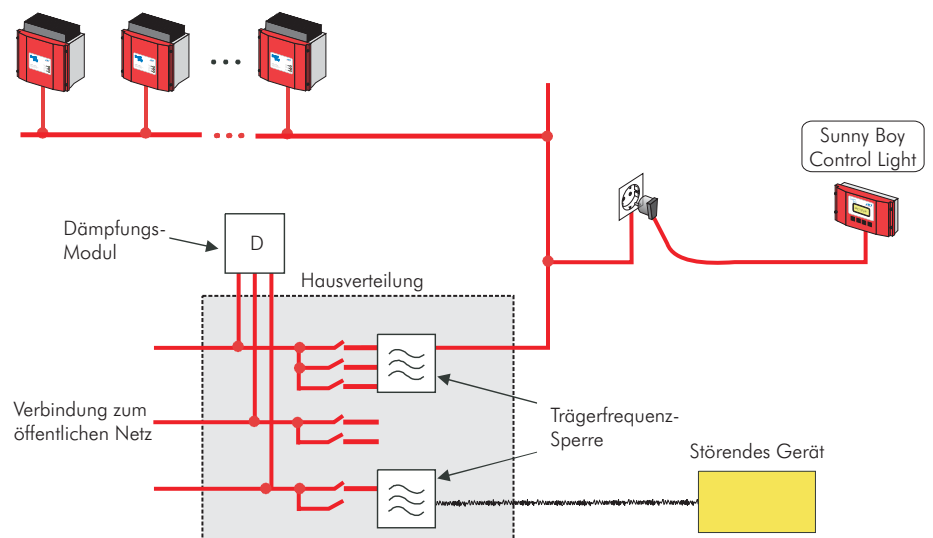 Sunny Boy
Control Light
Dämpfungs-
Modul
D
Hausverteilung
Verbindung zum
öffentlichen Netz
Trägerfrequenz-
Sperre
Störendes Gerät